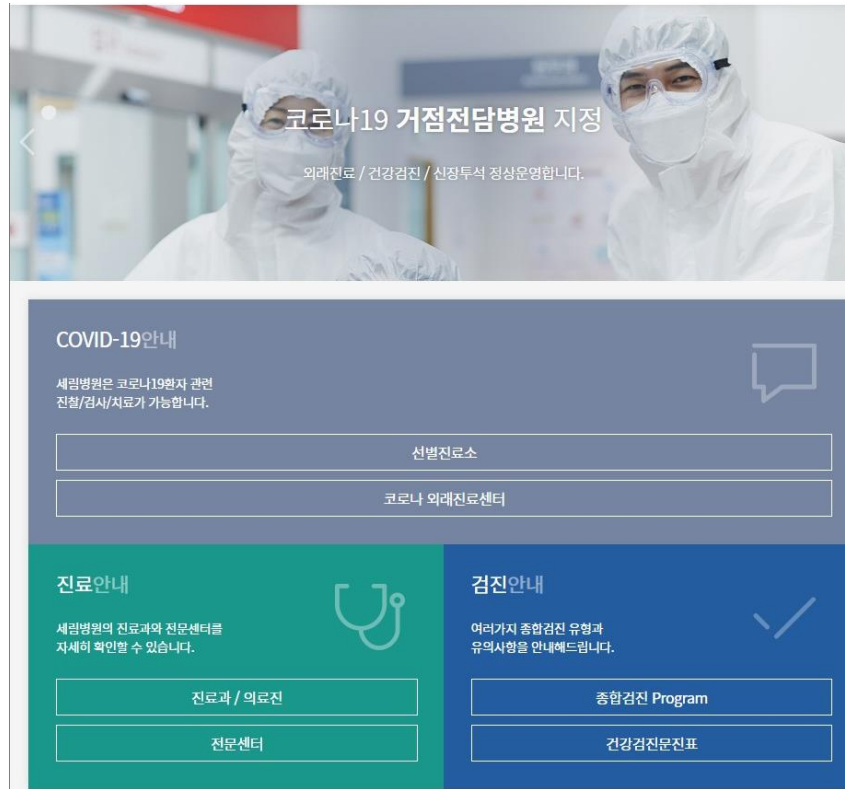 코로나19 거점전담병원 지정
외래진료 / 건강검진 / 신장투석 정상운영합니다.
COVID-19안내
세림병원은 코로나19환자 관련
진찰/검사/치료가 가능합니다.
선별진료소
코로나 외래진료센터
진료안내
세림병원의 진료과와 전문센터를
자세히 확인할 수 있습니다.
진료과 / 의료진
전문센터
검진안내
여러가지 종합검진 유형과
유의사항을 안내해드립니다.
종합검진 Program
건강검진문진표